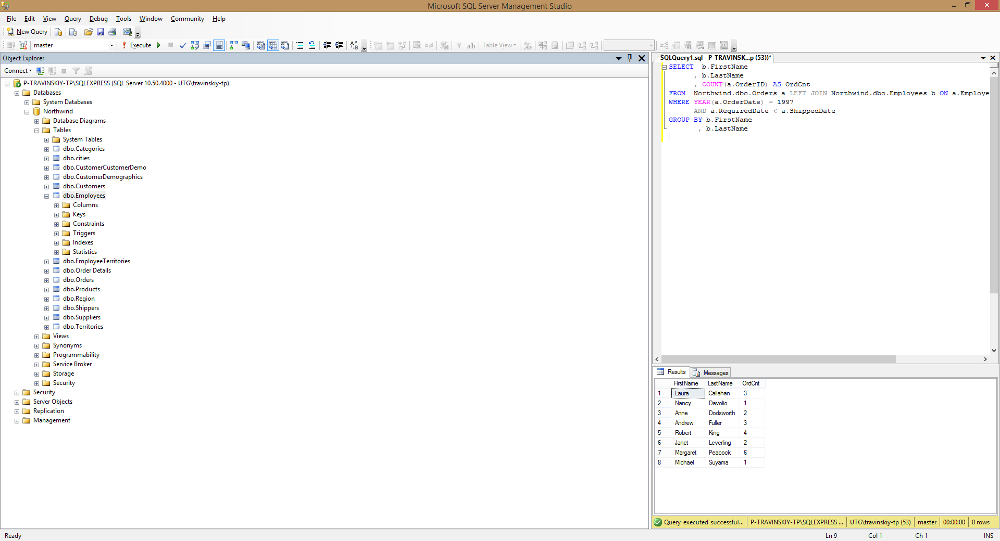 Microsoft SQL Server Management Studio
File Edit View Query Debug Tools Window Community Help
New Query
master Execute Table View
Object Explorer
Connect
P-TRAVINSKIY-TP\SQLEXPRESS (SQL Server 10.50.4000 - UTG\travinskiy-tp)
Databases
System Databases
Northwind
Database Diagrams
Tables
System Tables
dbo.Categories
dbo.cities
dbo.CustomerCustomerDemo
dbo.CustomerDemographics
dbo.Customers
dbo.Employees
Columns
Keys
Constraints
Triggers
Indexes
Statistics
dbo.EmployeeTerritories
dbo.Order Details
dbo.Orders
dbo.Products
dbo.Region
dbo.Shippers
dbo.Suppliers
dbo.Territories
Views
Synonyms
Programmability
Service Broker
Storage
Security
Security
Server Objects
Replication
Management
SQLQuery1.sql - P-TRAVINSK...p (53))*
SELECT b.FirstName
, b.LastName
, COUNT(a.OrderID) AS OrdCnt
FROM Northwind.dbo.Orders a LEFT JOIN Northwind.dbo.Employees b ON a.Employe
WHERE YEAR(a.OrderDate) = 1997
AND a.RequiredDate < a.ShippedDate
GROUP BY b.FirstName
, b.LastName
Results Messages
FirstName LastName OrdCnt
1 Laura Callahan 3
2 Nancy Davolio 1
3 Anne Dodsworth 2
4 Andrew Fuller 3
5 Robert King 4
6 Janet Leverling 2
7 Margaret Peacock 6
8 Michael Suyama 1
Query executed successful... P-TRAVINSKIY-TP\SQLEXPRESS ... UTG\travinskiy-tp (53) master 00:00:00 8 rows
Ready Ln 9 Col 1 Ch 1 INS